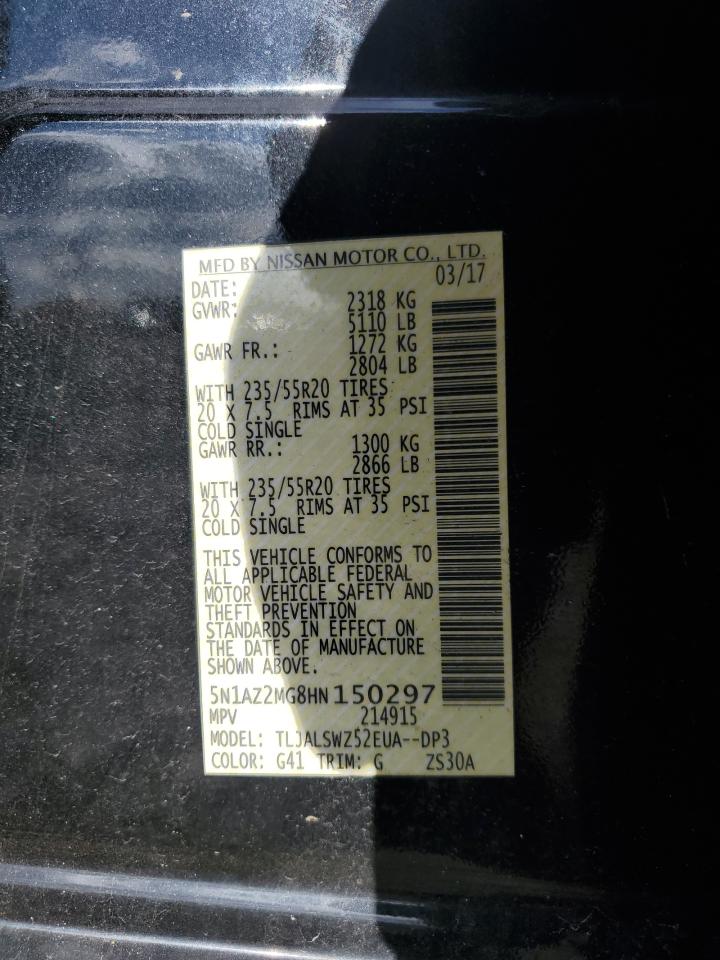 MFD BY NISSAN MOTOR CO., LTD.
DATE: 03/17
GVWR: 2318 KG
5110 LB
GAWR FR.: 1272 KG
2804 LB
WITH 235/55R20 TIRES
20 X 7.5 RIMS AT 35 PSI
COLD SINGLE
GAWR RR.: 1300 KG
2866 LB
WITH 235/55R20 TIRES
20 X 7.5 RIMS AT 35 PSI
COLD SINGLE
THIS VEHICLE CONFORMS TO
ALL APPLICABLE FEDERAL
MOTOR VEHICLE SAFETY AND
THEFT PREVENTION
STANDARDS IN EFFECT ON
THE DATE OF MANUFACTURE
SHOWN ABOVE.
5N1AZ2MG8HN150297
MPV 214915
MODEL: TLJALSWZ52EUA--DP3
COLOR: G41 TRIM: G ZS30A